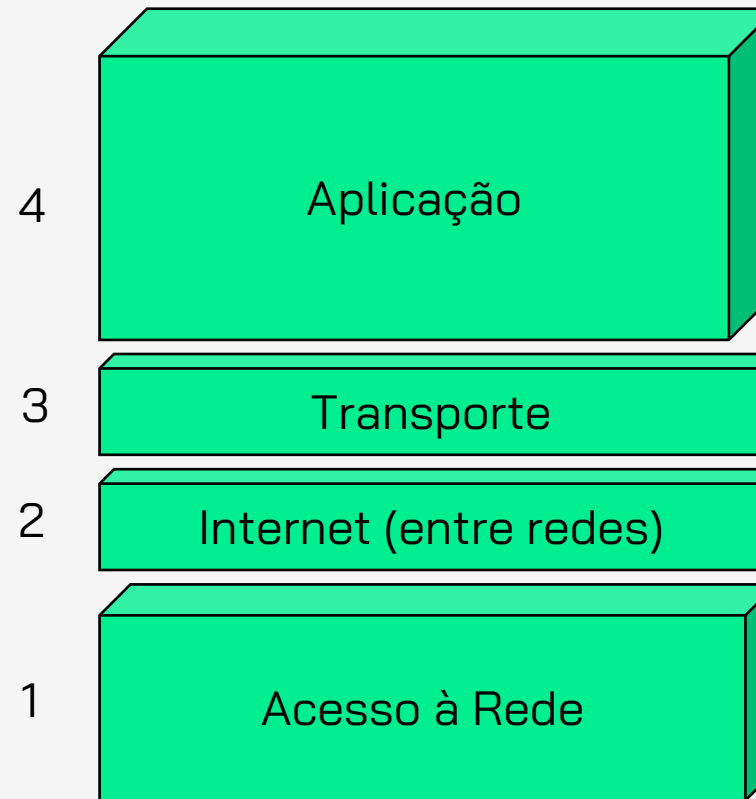 4
Aplicação
3
Transporte
2
Internet (entre redes)
1
Acesso à Rede